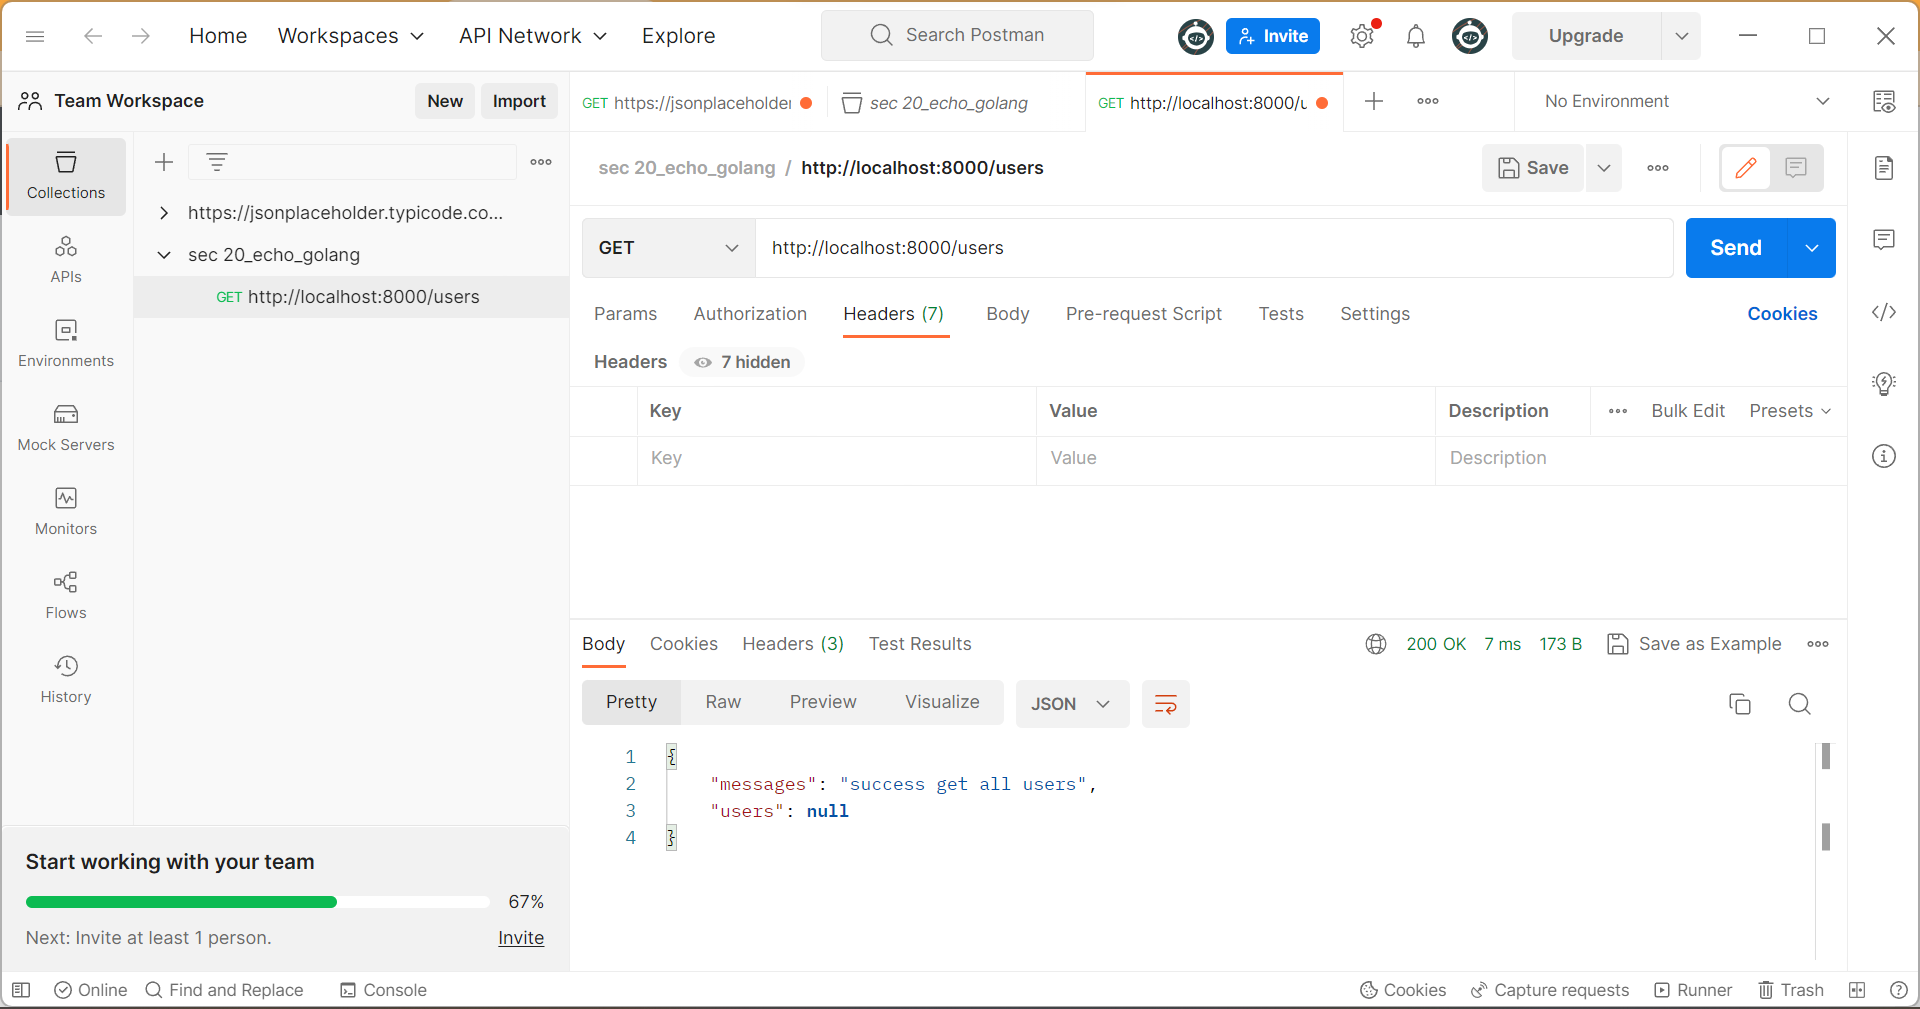 Home Workspaces API Network Explore Search Postman Invite Upgrade
Team Workspace New Import GET https://jsonplaceholder sec 20_echo_golang GET http://localhost:8000/u No Environment
Collections
APIs
Environments
Mock Servers
Monitors
Flows
History
https://jsonplaceholder.typicode.co...
sec 20_echo_golang
GET http://localhost:8000/users
sec 20_echo_golang / http://localhost:8000/users Save
GET http://localhost:8000/users Send
Params Authorization Headers (7) Body Pre-request Script Tests Settings Cookies
Headers 7 hidden
Key Value Description Bulk Edit Presets
Key Value Description
Body Cookies Headers (3) Test Results 200 OK 7 ms 173 B Save as Example
Pretty Raw Preview Visualize JSON
1 {
2 "messages": "success get all users",
3 "users": null
4 }
Start working with your team
67%
Next: Invite at least 1 person. Invite
Online Find and Replace Console Cookies Capture requests Runner Trash